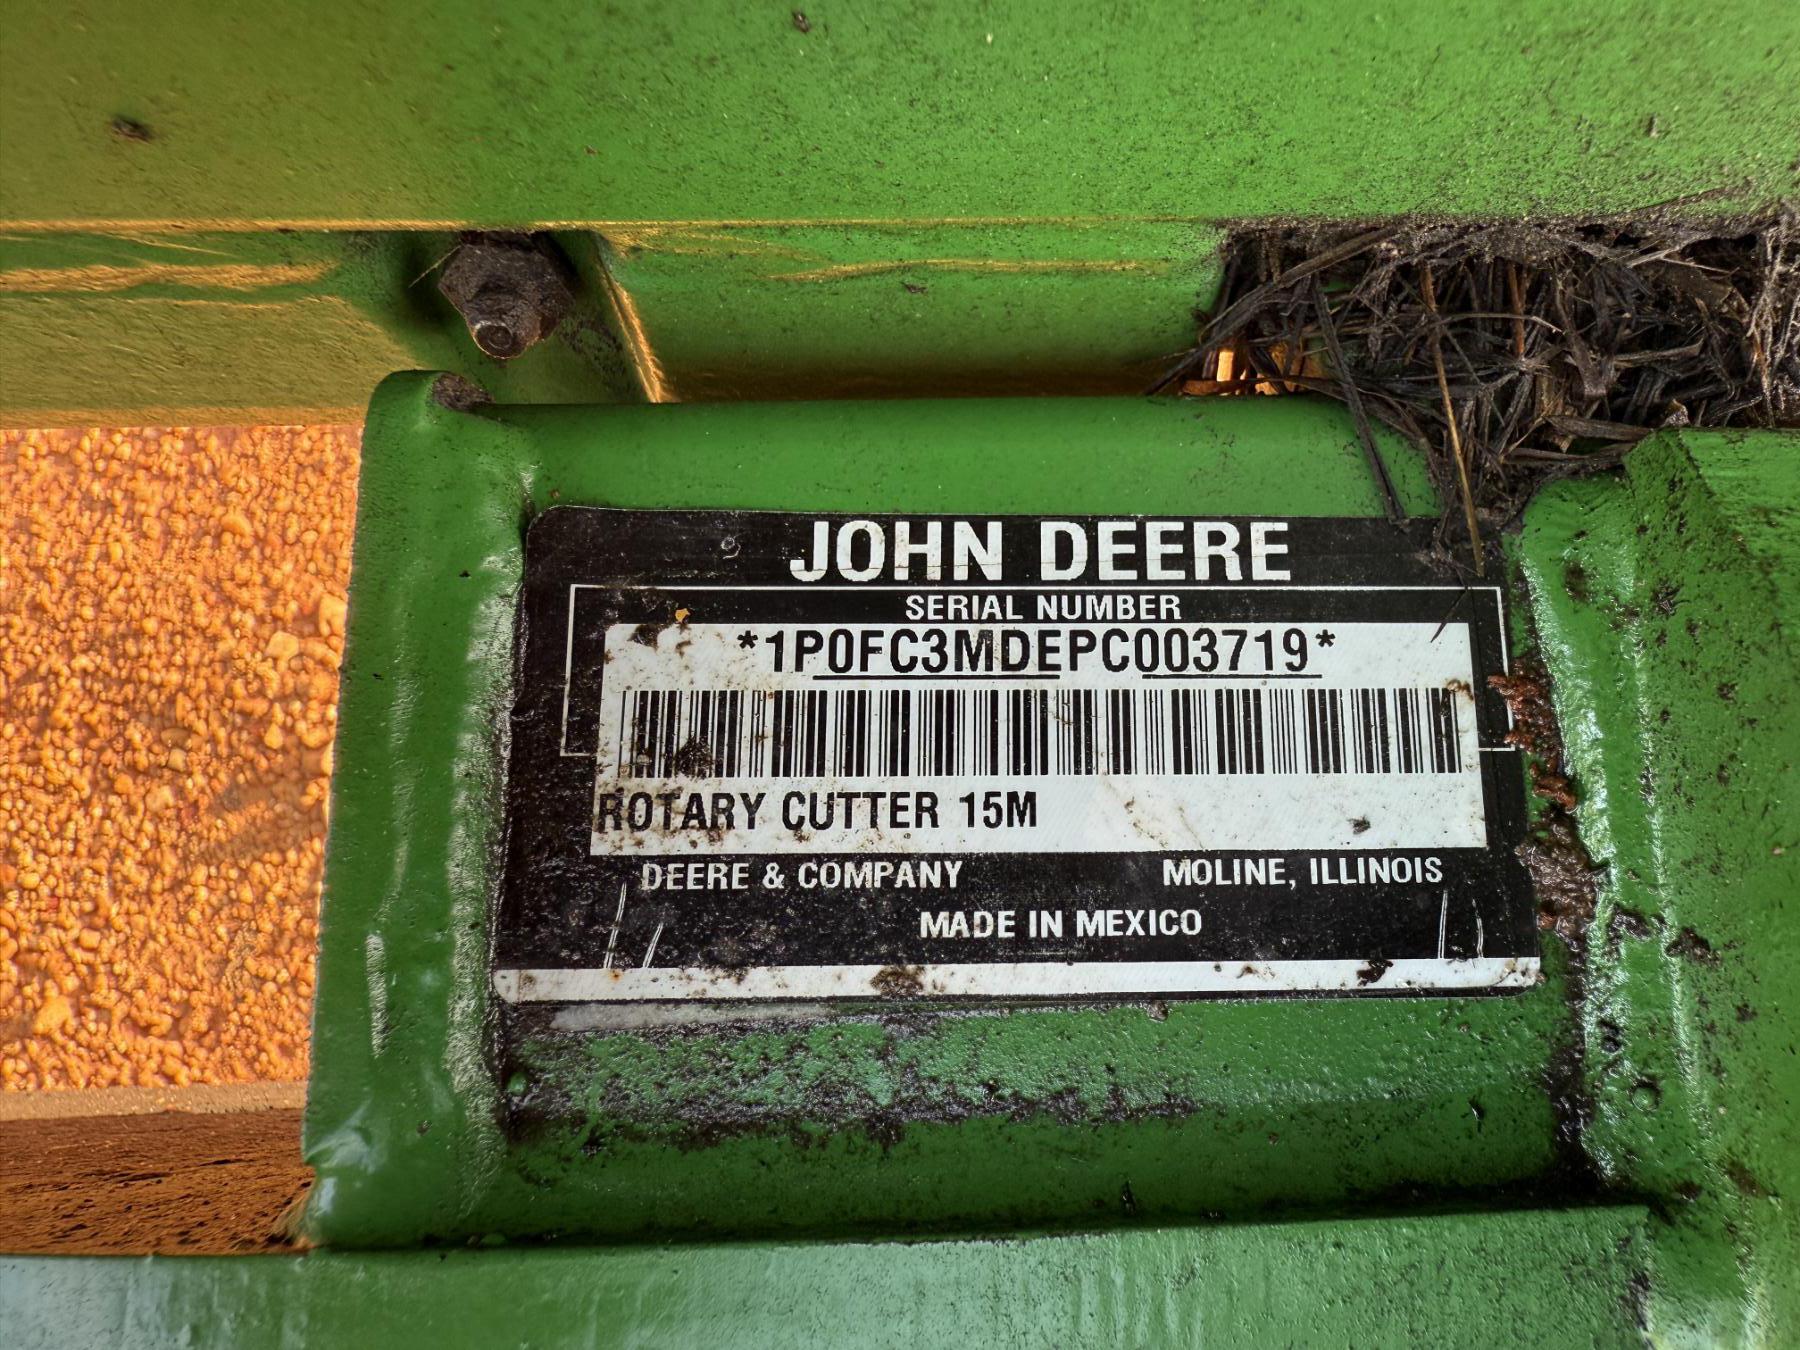 JOHN DEERE
SERIAL NUMBER
*1P0FC3MDEPC003719*
ROTARY CUTTER 15M
DEERE & COMPANY MOLINE, ILLINOIS
MADE IN MEXICO